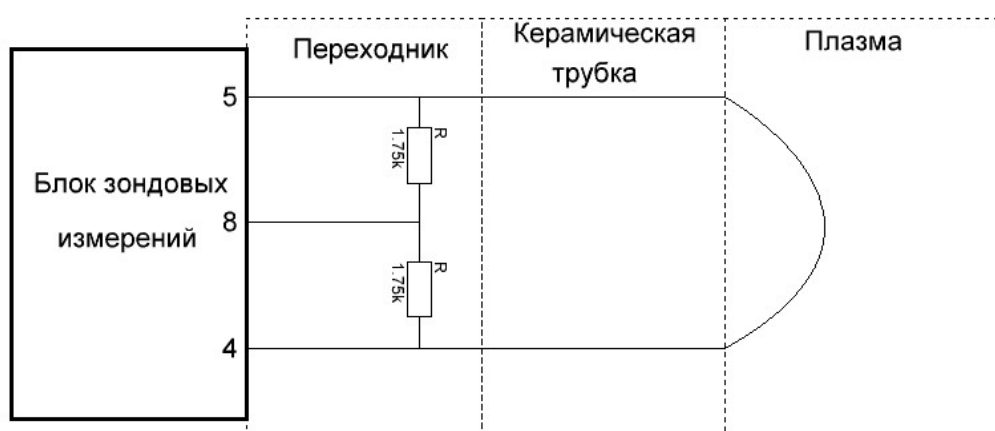 Переходник
Керамическая
трубка
Плазма
5
R
1.75k
Блок зондовых
измерений
8
R
1.75k
4